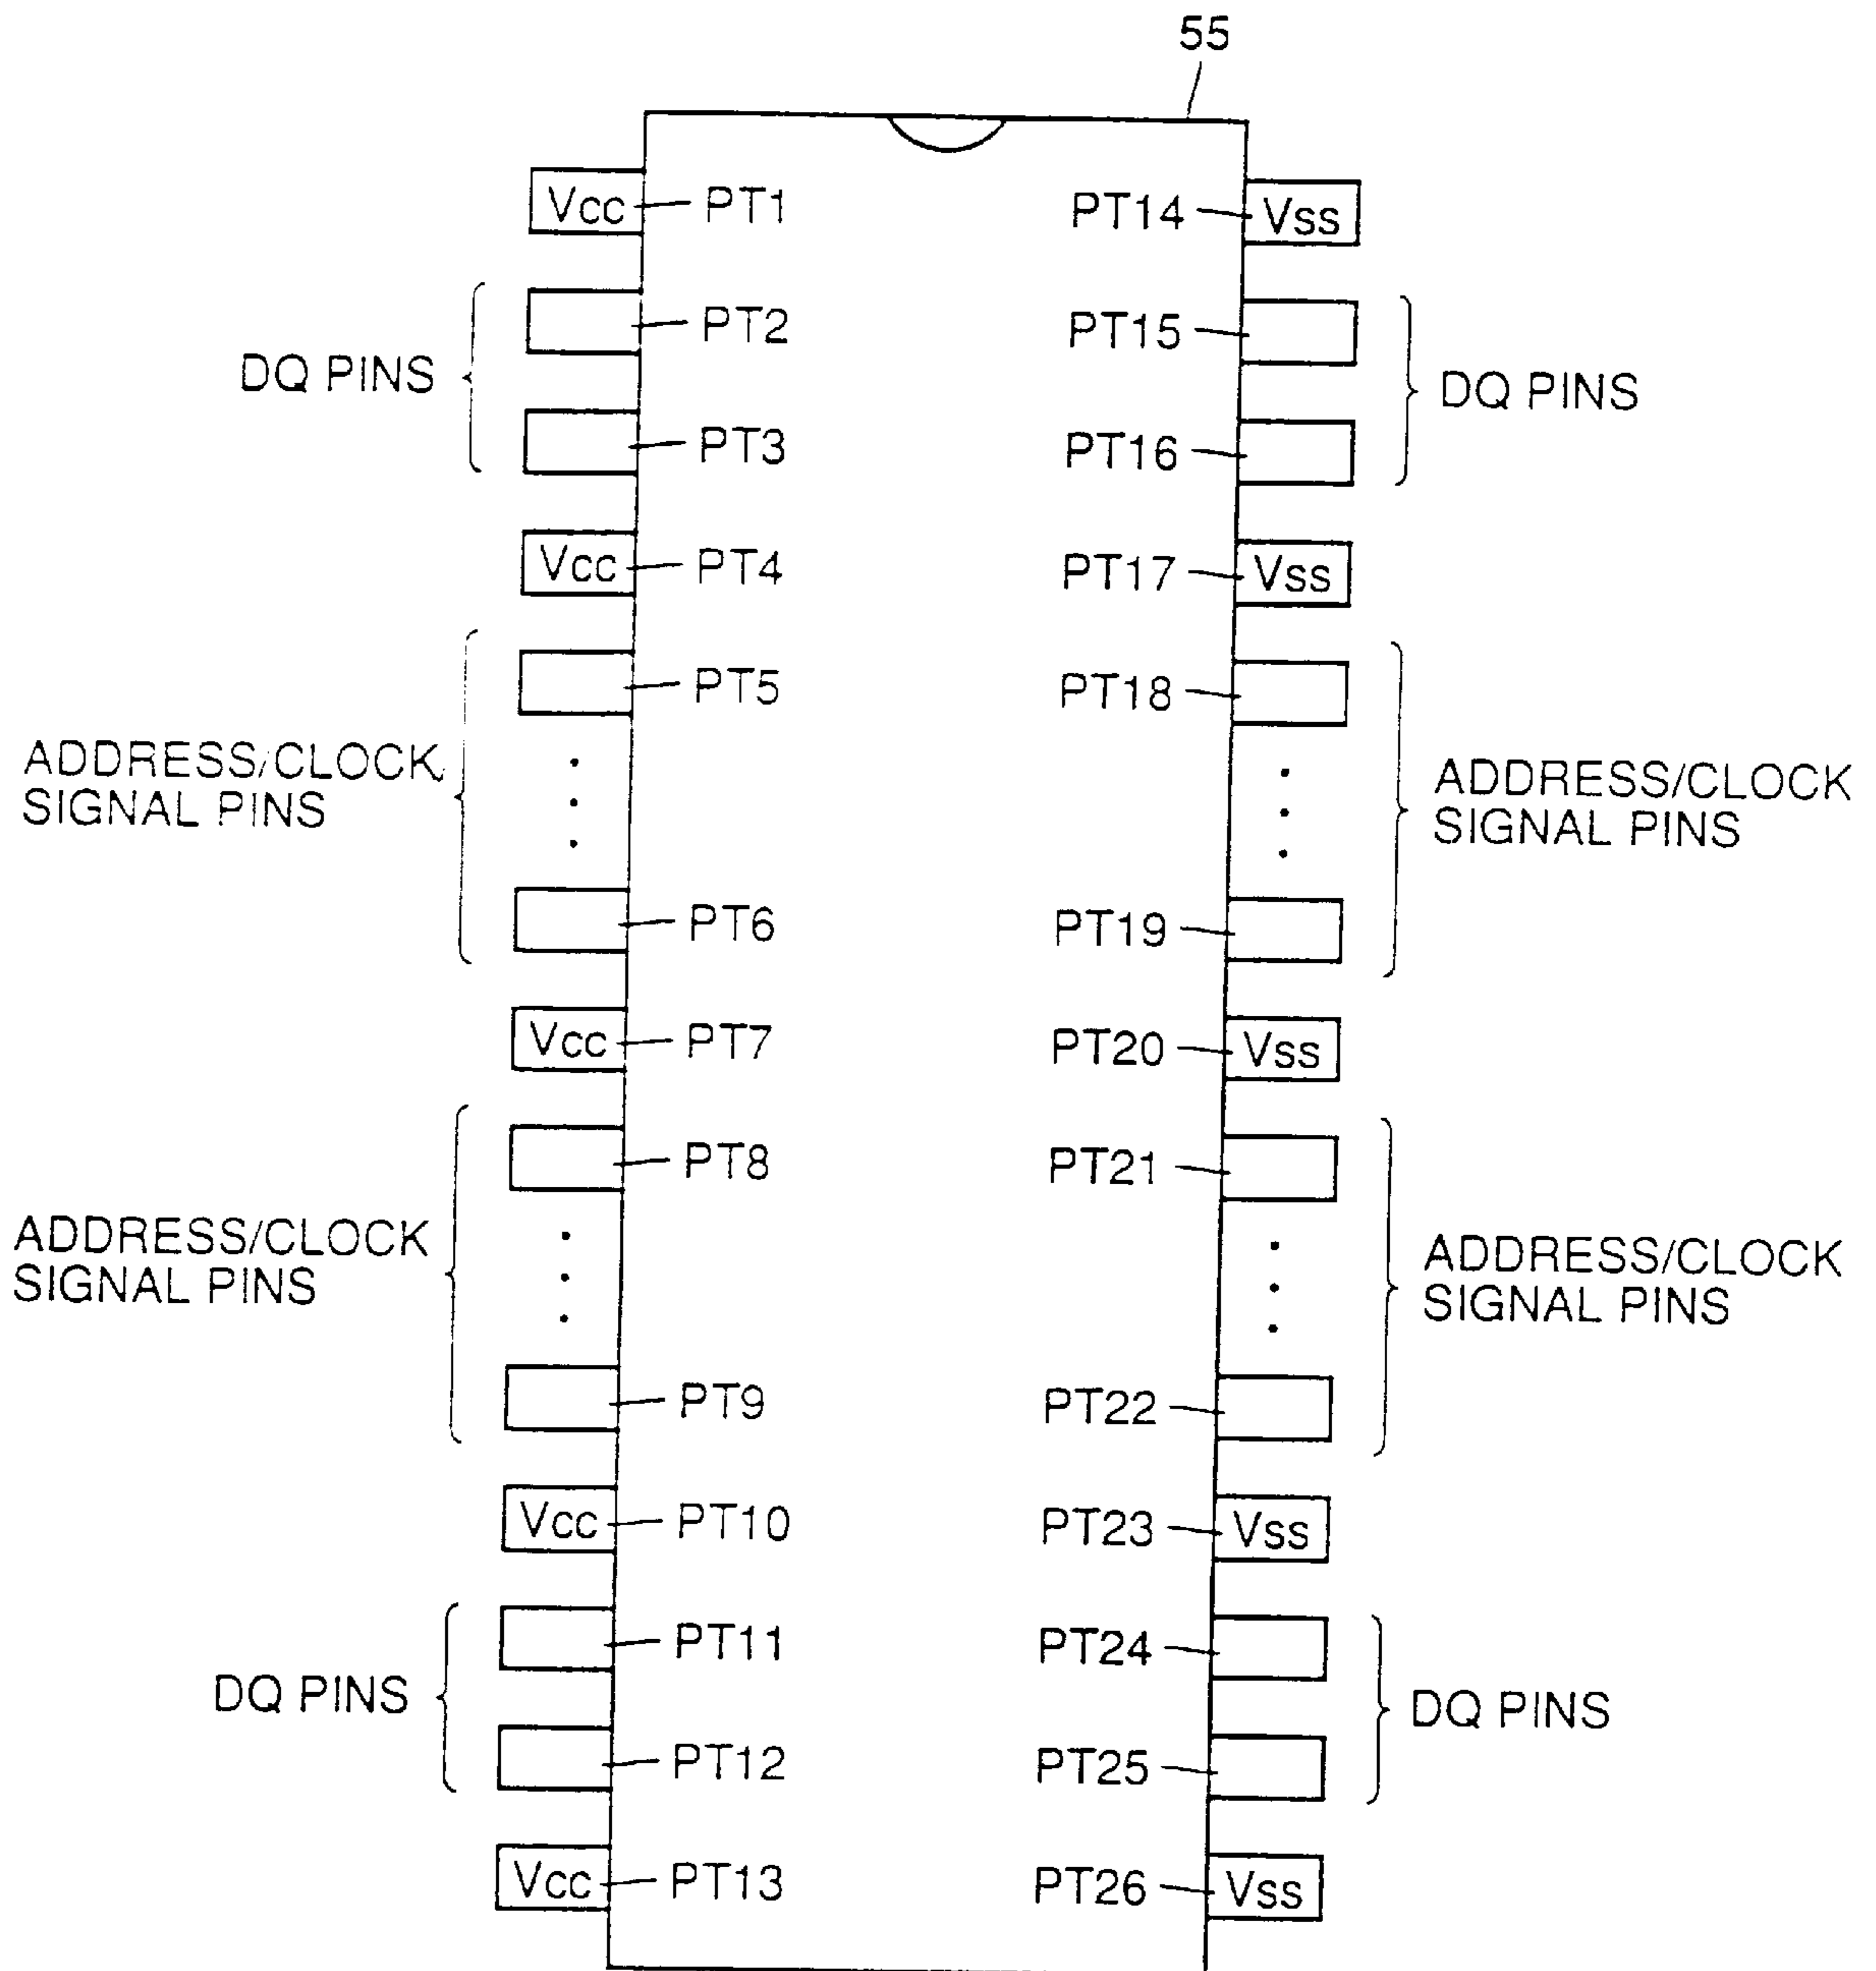 55
Vcc PT1 PT14 Vss
PT2 PT15
DQ PINS DQ PINS
PT3 PT16
Vcc PT4 PT17 Vss
PT5 PT18
ADDRESS/CLOCK ADDRESS/CLOCK
SIGNAL PINS SIGNAL PINS
PT6 PT19
Vcc PT7 PT20 Vss
PT8 PT21
ADDRESS/CLOCK ADDRESS/CLOCK
SIGNAL PINS SIGNAL PINS
PT9 PT22
Vcc PT10 PT23 Vss
PT11 PT24
DQ PINS DQ PINS
PT12 PT25
Vcc PT13 PT26 Vss